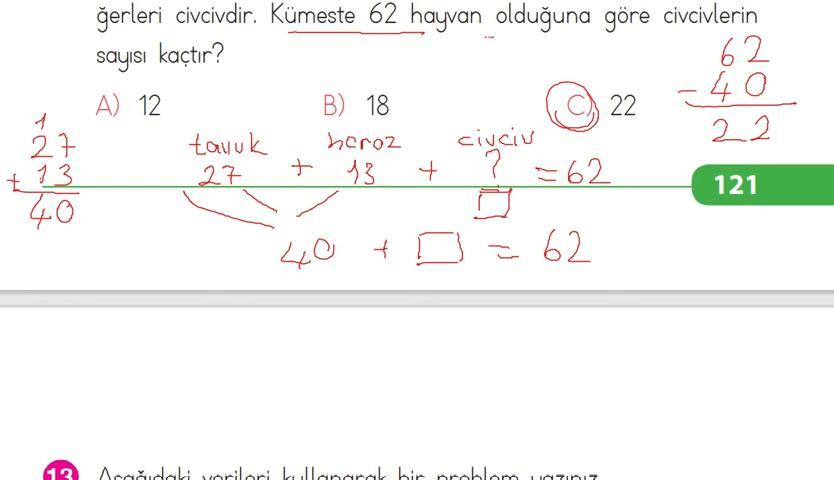 ğerleri civcivdir. Kümeste 62 hayvan olduğuna göre civcivlerin
sayısı kaçtır?
62
- 40
22
A) 12 B) 18 C) 22
1
27
+ 13
40
tavuk horoz civciv
27 + 13 + ? = 62
121
40 + □ = 62
13 Aşağıdaki verileri kullanarak bir problem yazınız.